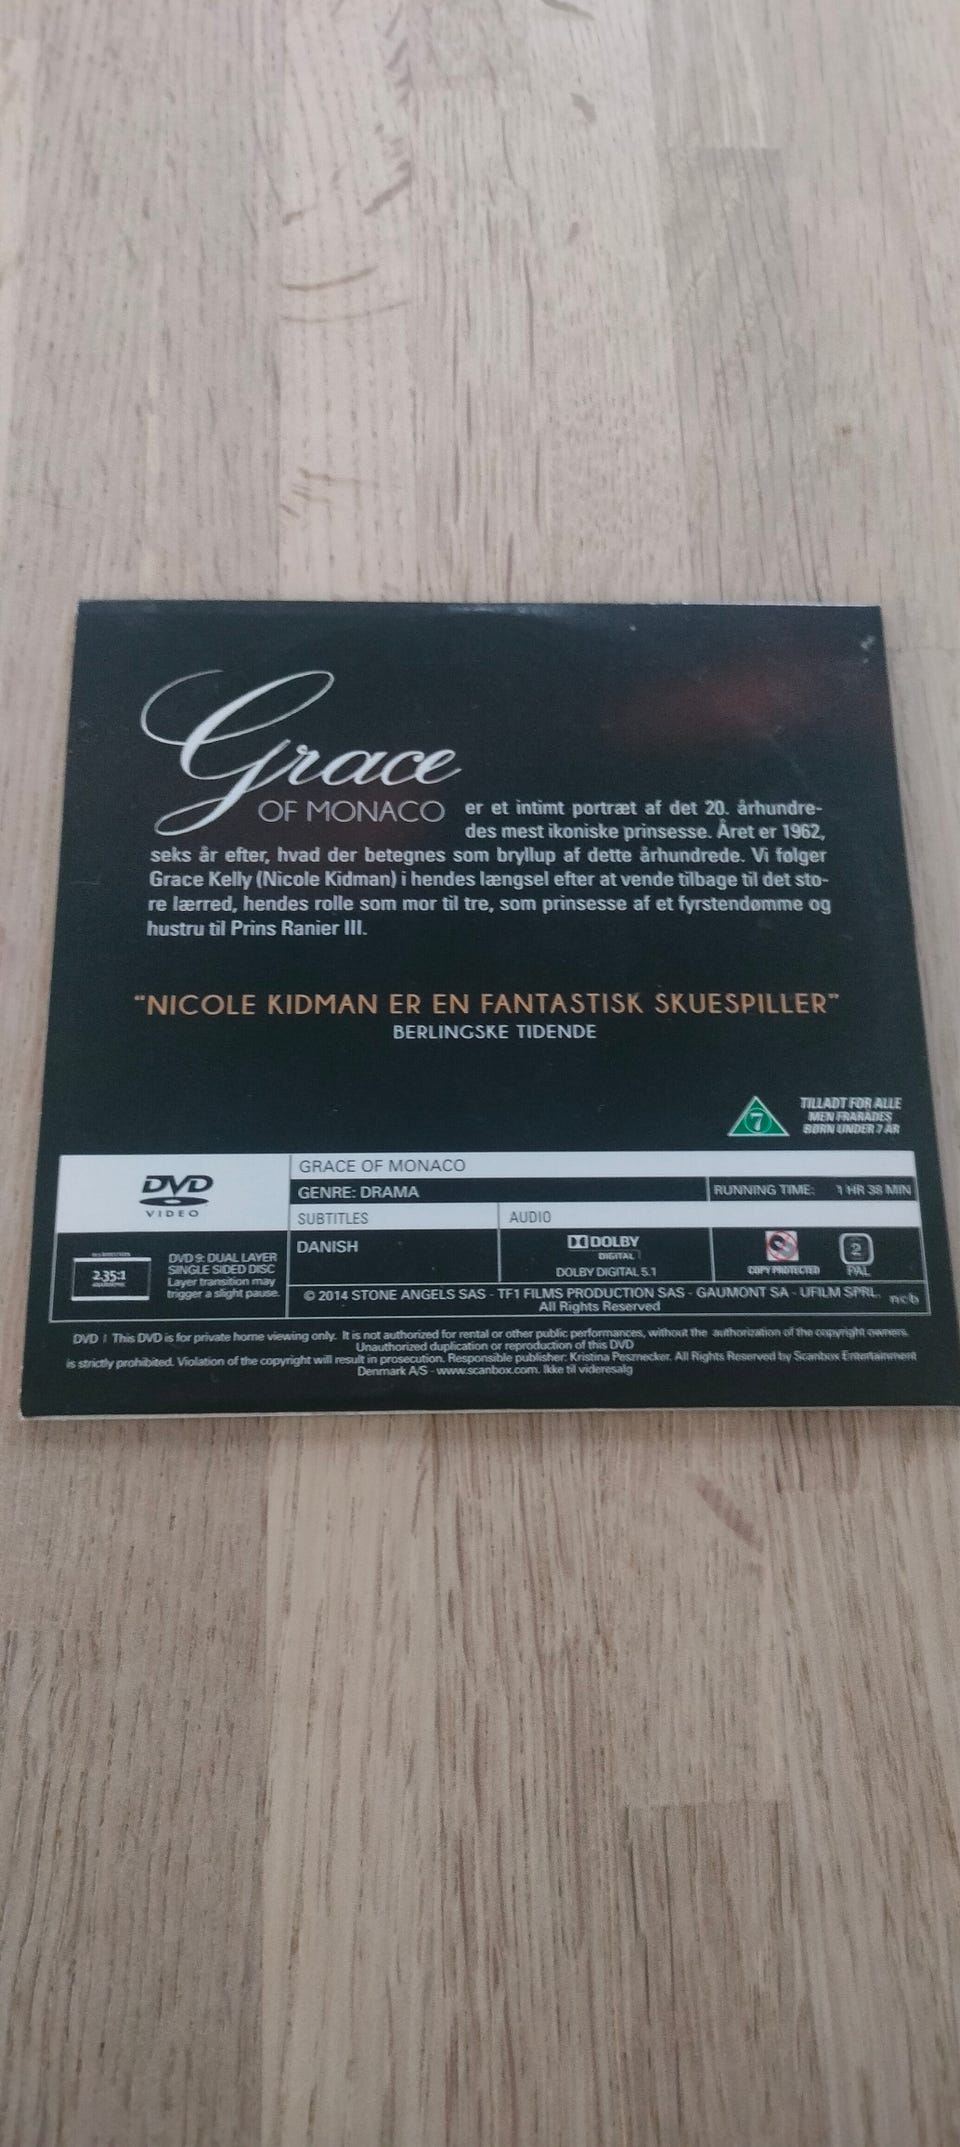 Grace
OF MONACO er et intimt portræt af det 20. århundre-
des mest ikoniske prinsesse. Året er 1962,
seks år efter, hvad der betegnes som bryllup af dette århundrede. Vi følger
Grace Kelly (Nicole Kidman) i hendes længsel efter at vende tilbage til det sto-
re lærred, hendes rolle som mor til tre, som prinsesse af et fyrstendømme og
hustru til Prins Ranier III.
"NICOLE KIDMAN ER EN FANTASTISK SKUESPILLER"
BERLINGSKE TIDENDE
7
TILLADT FOR ALLE
MEN FRARÅDES
BØRN UNDER 7 ÅR
DVD
VIDEO
GRACE OF MONACO
GENRE: DRAMA
RUNNING TIME: 1 HR 38 MIN
SUBTITLES
AUDIO
2.35:1
DVD 9: DUAL LAYER
SINGLE SIDED DISC
Layer transition may
trigger a slight pause.
DANISH
DOLBY
DIGITAL
DOLBY DIGITAL 5.1
COPY PROTECTED
2
PAL
© 2014 STONE ANGELS SAS - TF1 FILMS PRODUCTION SAS - GAUMONT SA - UFILM SPRL.
All Rights Reserved
ncb
DVD | This DVD is for private home viewing only. It is not authorized for rental or other public performances, without the authorization of the copyright owners.
Unauthorized duplication or reproduction of this DVD
is strictly prohibited. Violation of the copyright will result in prosecution. Responsible publisher: Kristina Pesznecker. All Rights Reserved by Scanbox Entertainment
Denmark A/S - www.scanbox.com. Ikke til videresalg